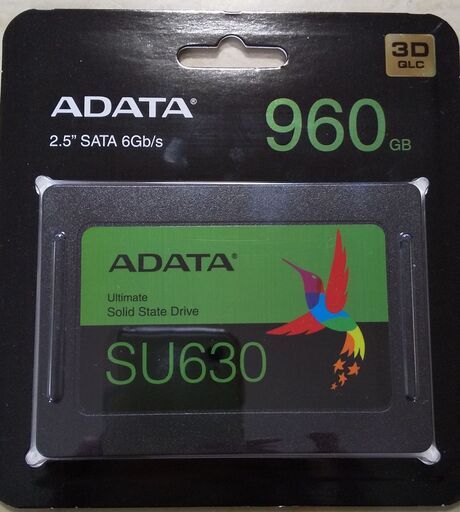 3D
QLC
ADATA®
960 GB
2.5" SATA 6Gb/s
ADATA®
Ultimate
Solid State Drive
SU630